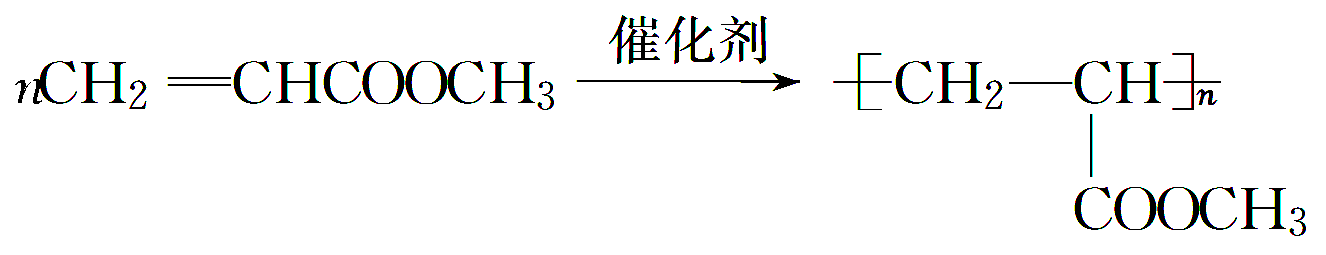 催化剂
nCH2═CHCOOCH3 ⟶ ⁅CH2—CH⁆n
COOCH3